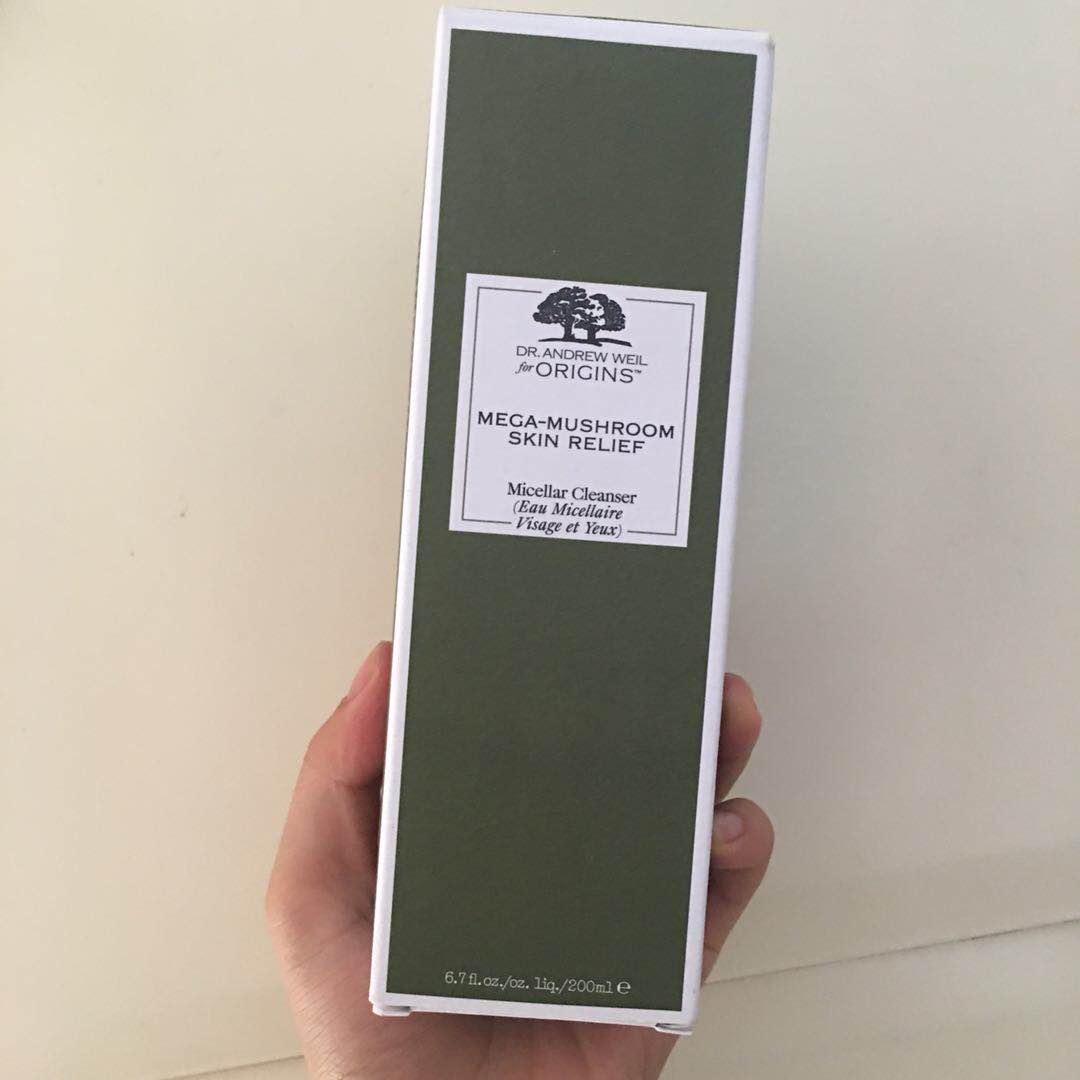 DR. ANDREW WEIL
for ORIGINS™
MEGA-MUSHROOM
SKIN RELIEF
Micellar Cleanser
(Eau Micellaire
Visage et Yeux)
6.7 fl.oz./oz. liq./200ml ℮